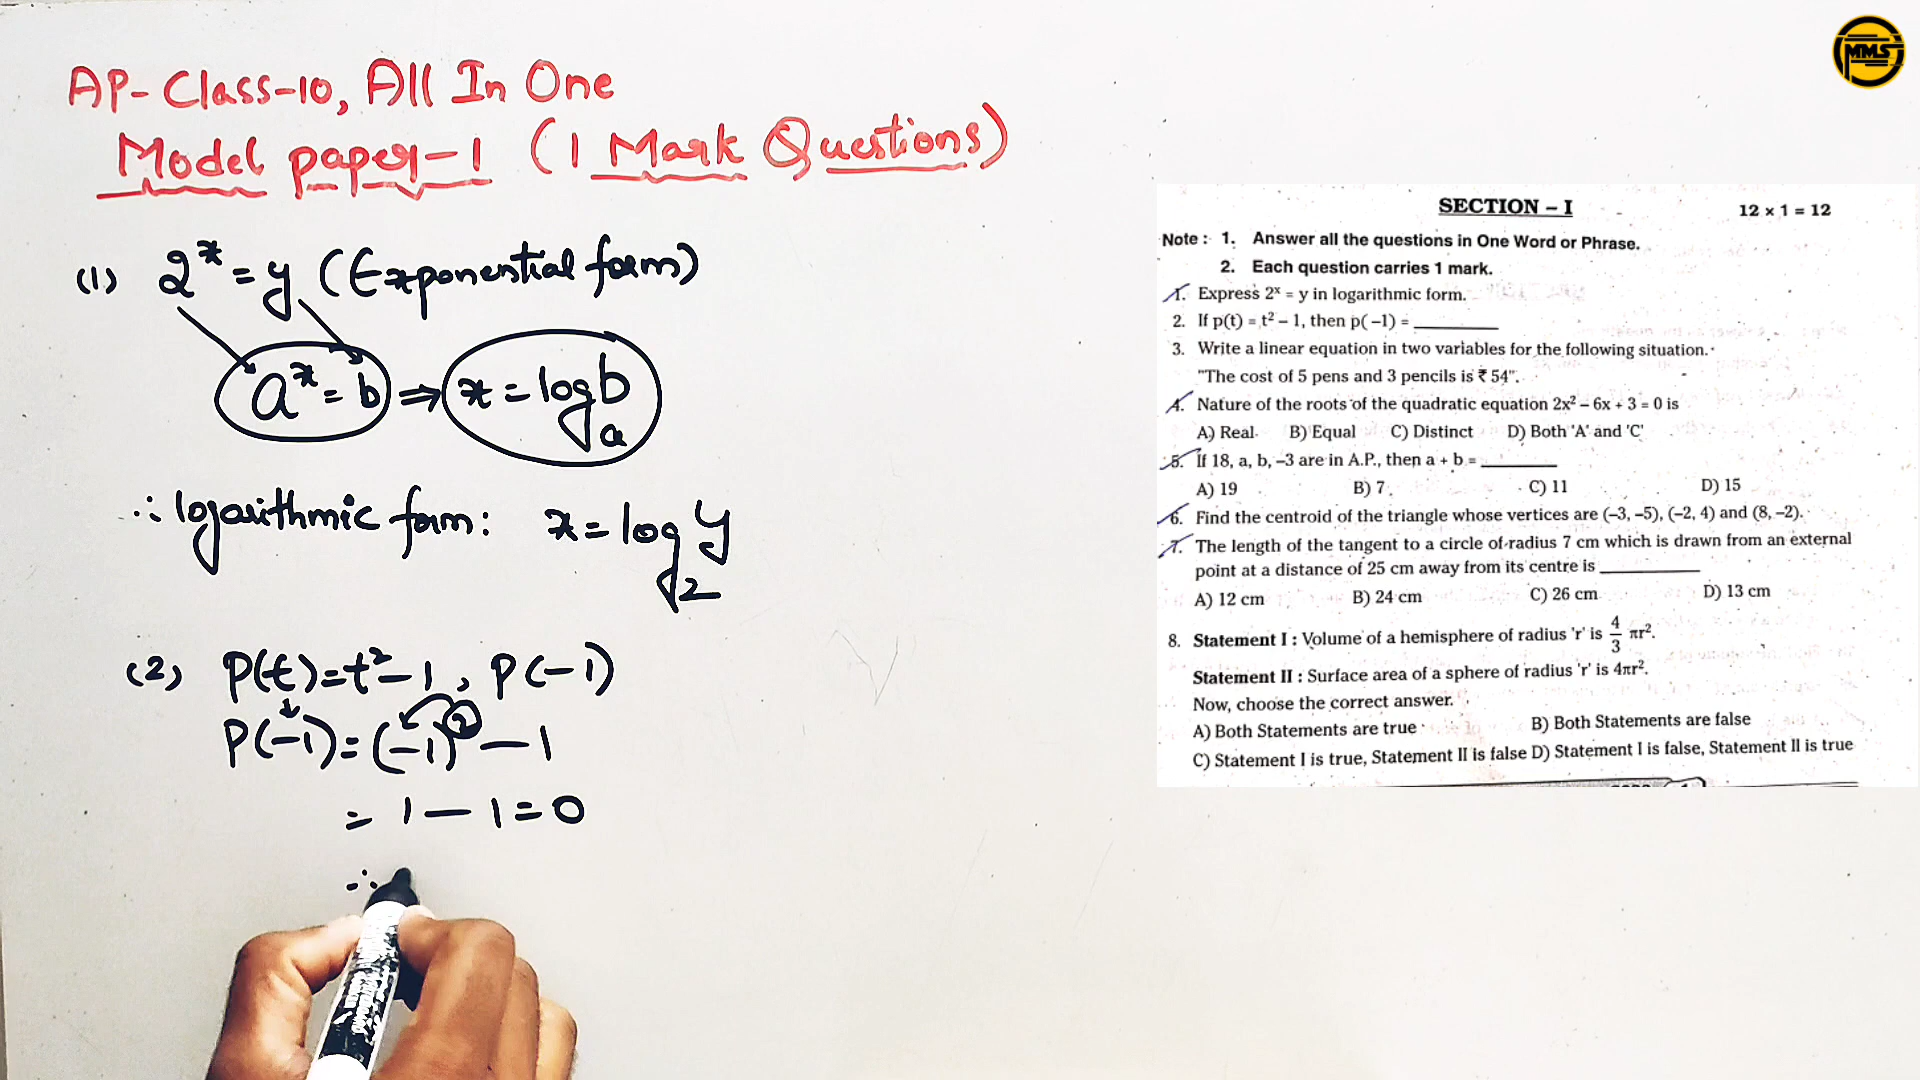 MMS
AP-Class-10, All In One
Model paper-1 (1 Mark Questions)
(1) 2ˣ = y (Exponential form)
aˣ = b ⇒ x = log_a b
∴ logarithmic form: x = log_2 y
(2) P(t)=t²-1, P(-1)
P(-1)=(-1)² - 1
= 1 - 1 = 0
∴
SECTION – I 12 × 1 = 12
Note : 1. Answer all the questions in One Word or Phrase.
2. Each question carries 1 mark.
1. Express 2ˣ = y in logarithmic form.
2. If p(t) = t² – 1, then p(–1) = ________
3. Write a linear equation in two variables for the following situation.
"The cost of 5 pens and 3 pencils is ₹ 54".
4. Nature of the roots of the quadratic equation 2x² – 6x + 3 = 0 is
A) Real B) Equal C) Distinct D) Both 'A' and 'C'
5. If 18, a, b, –3 are in A.P., then a + b = ________
A) 19 B) 7 C) 11 D) 15
6. Find the centroid of the triangle whose vertices are (–3, –5), (–2, 4) and (8, –2).
7. The length of the tangent to a circle of radius 7 cm which is drawn from an external
point at a distance of 25 cm away from its centre is ________
A) 12 cm B) 24 cm C) 26 cm D) 13 cm
8. Statement I : Volume of a hemisphere of radius 'r' is 4/3 πr².
Statement II : Surface area of a sphere of radius 'r' is 4πr².
Now, choose the correct answer.
A) Both Statements are true B) Both Statements are false
C) Statement I is true, Statement II is false D) Statement I is false, Statement II is true